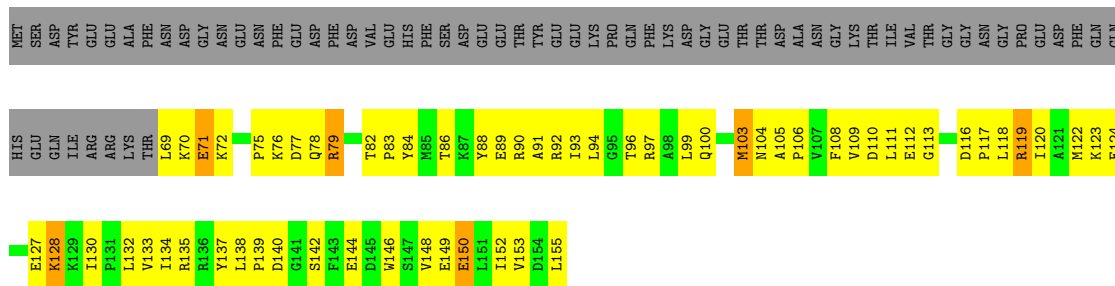 MET SER ASP TYR GLU GLU ALA PHE ASN ASP GLY ASN GLU ASN PHE GLU ASP PHE ASP VAL GLU HIS PHE SER ASP GLU GLU THR TYR GLU GLU LYS PRO GLN PHE LYS ASP GLY GLU THR THR ASP ALA ASN GLY LYS THR ILE VAL THR GLY GLY ASN GLY PRO GLU ASP PHE GLN GLN
HIS GLU GLN ILE ARG ARG LYS THR L69 K70 E71 K72 P75 K76 D77 Q78 R79 T82 P83 Y84 M85 T86 K87 Y88 E89 R90 A91 R92 I93 L94 G95 T96 R97 A98 L99 Q100 M103 N104 A105 P106 V107 F108 V109 D110 L111 E112 G113 D116 P117 L118 R119 I120 A121 M122 K123 E124
E127 K128 K129 I130 P131 L132 V133 I134 R135 R136 Y137 L138 P139 D140 G141 S142 F143 E144 D145 W146 S147 V148 E149 E150 L151 I152 V153 D154 L155